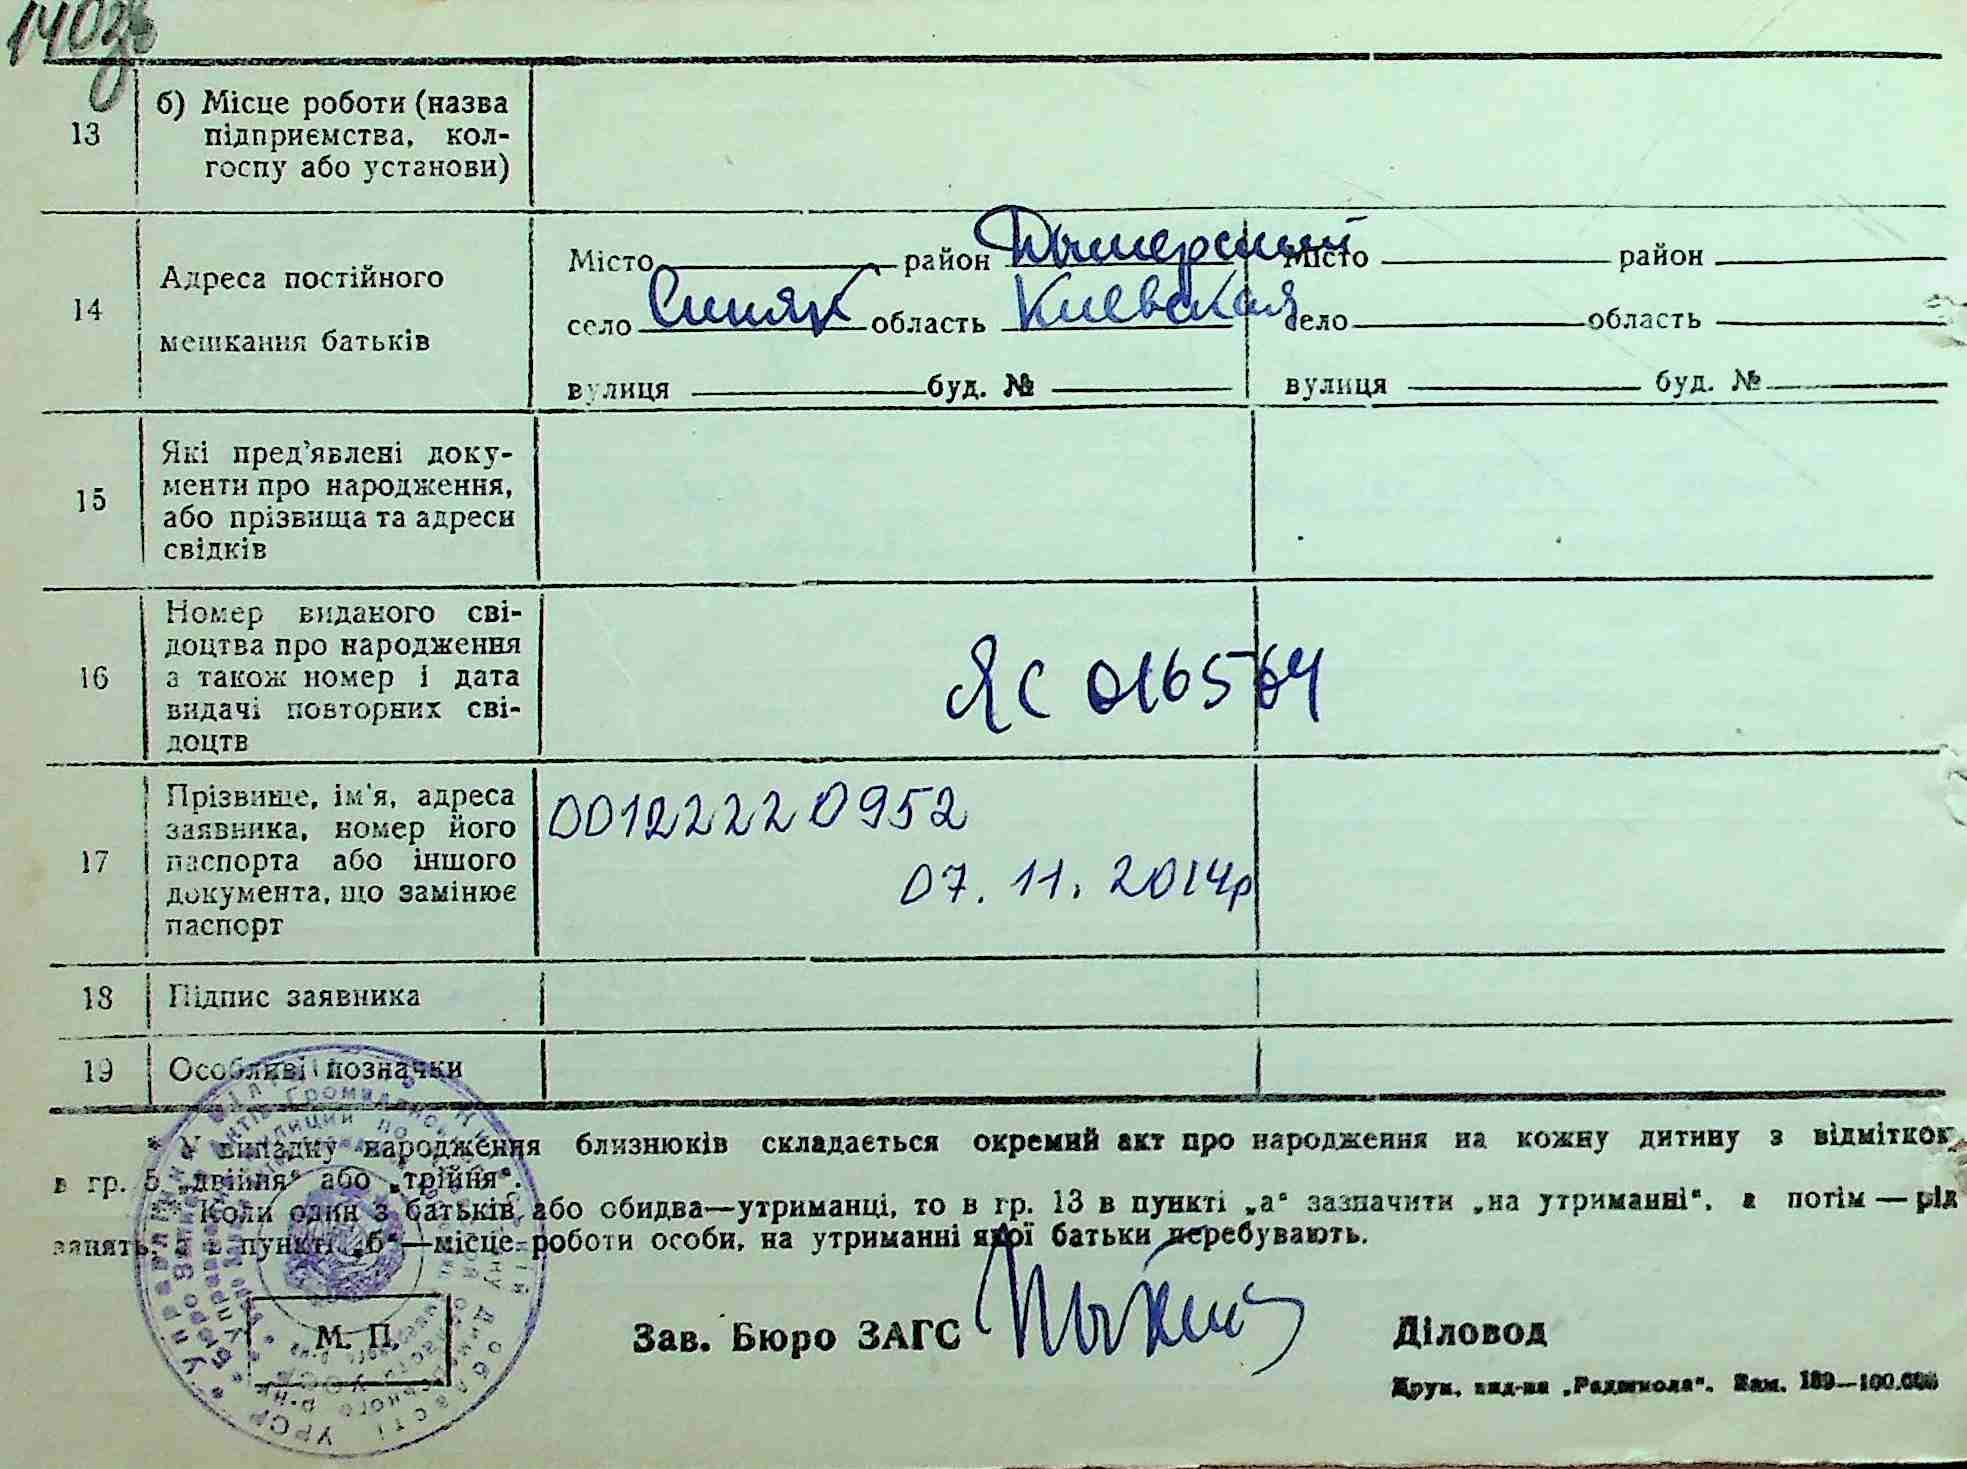 140зв
13
б) Місце роботи (назва
підприємства, кол-
госпу або установи)
14
Адреса постійного
мешкання батьків
Місто район Дымерский
село Синяк область Киевская
вулиця буд. №
Місто район
село область
вулиця буд. №
15
Які пред'явлені доку-
менти про народження,
або прізвища та адреси
свідків
16
Номер виданого сві-
доцтва про народження
а також номер і дата
видачі повторних сві-
доцтв
ЯС 016564
17
Прізвище, ім'я, адреса
заявника, номер його
паспорта або іншого
документа, що замінює
паспорт
00122220952
07. 11. 2014р
18
Підпис заявника
19
Особливі позначки
* У випадку народження близнюків складається окремий акт про народження на кожну дитину з відміткою
в гр. 5 „двійня“ або „трійня“.
Коли один з батьків або обидва—утриманці, то в гр. 13 в пункті „а“ зазначити „на утриманні“, а потім — рід
занять, а в пункті „б“—місце роботи особи, на утриманні якої батьки перебувають.
М. П.
Зав. Бюро ЗАГС
Діловод
Друк. вид-ва „Радшкола“. Зам. 189—100.000